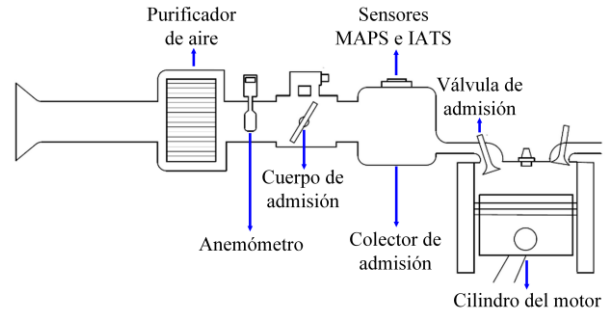 Purificador
de aire
Sensores
MAPS e IATS
Válvula de
admisión
Cuerpo de
admisión
Anemómetro
Colector de
admisión
Cilindro del motor